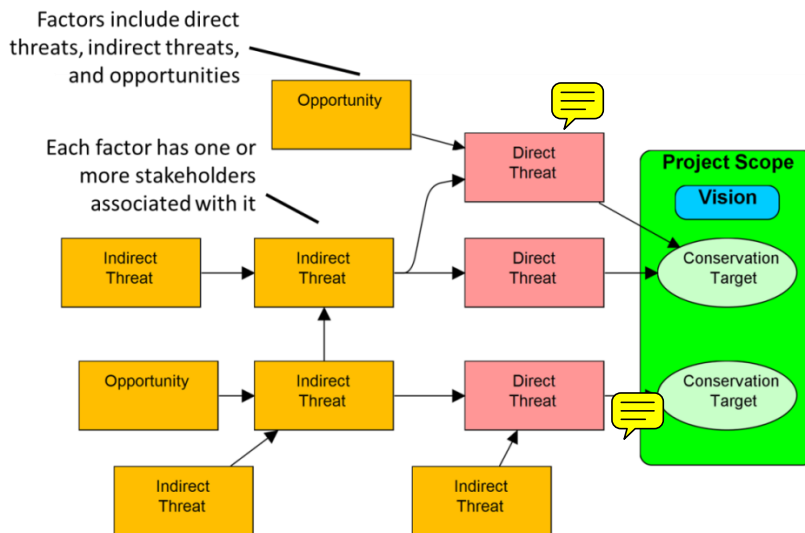 Factors include direct
threats, indirect threats,
and opportunities
Opportunity
Each factor has one or
more stakeholders
associated with it
Direct
Threat
Project Scope
Vision
Indirect
Threat
Indirect
Threat
Direct
Threat
Conservation
Target
Opportunity
Indirect
Threat
Direct
Threat
Conservation
Target
Indirect
Threat
Indirect
Threat